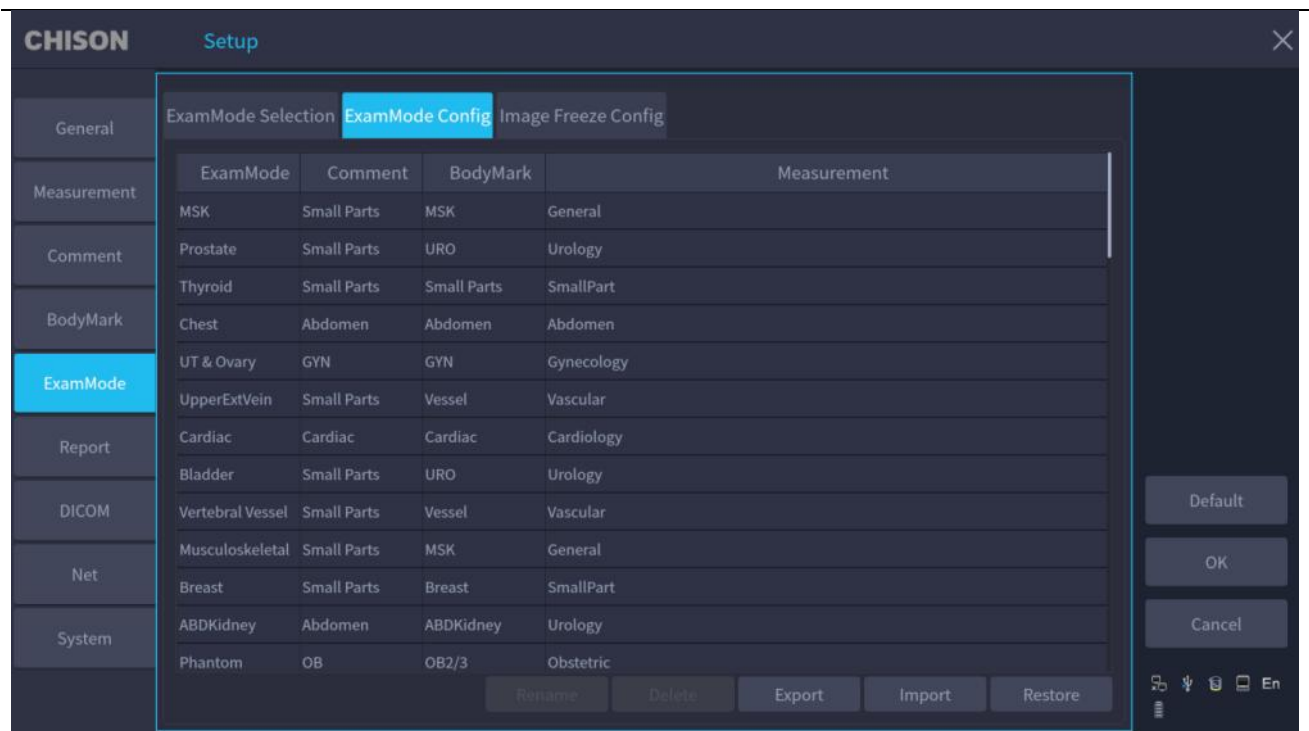 CHISON Setup
General
Measurement
Comment
BodyMark
ExamMode
Report
DICOM
Net
System
ExamMode Selection ExamMode Config Image Freeze Config
ExamMode Comment BodyMark Measurement
MSK Small Parts MSK General
Prostate Small Parts URO Urology
Thyroid Small Parts Small Parts SmallPart
Chest Abdomen Abdomen Abdomen
UT & Ovary GYN GYN Gynecology
UpperExtVein Small Parts Vessel Vascular
Cardiac Cardiac Cardiac Cardiology
Bladder Small Parts URO Urology
Vertebral Vessel Small Parts Vessel Vascular
Musculoskeletal Small Parts MSK General
Breast Small Parts Breast SmallPart
ABDKidney Abdomen ABDKidney Urology
Phantom OB OB2/3 Obstetric
Rename Delete Export Import Restore
Default
OK
Cancel
En